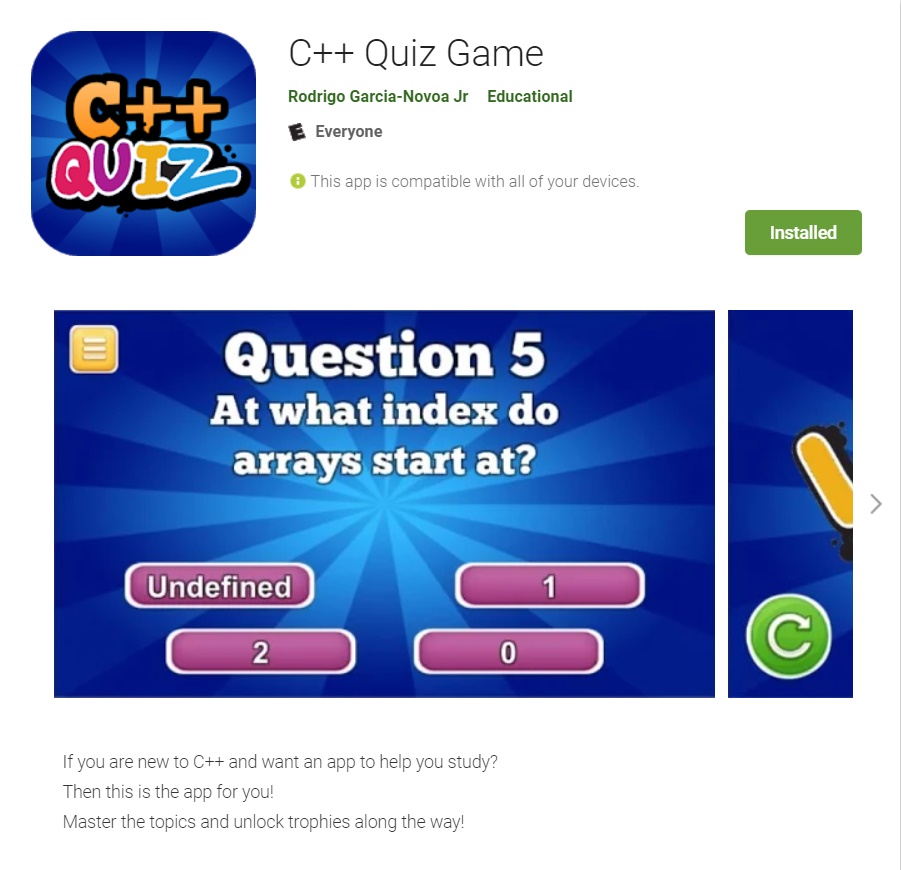 C++
QUIZ
C++ Quiz Game
Rodrigo Garcia-Novoa Jr Educational
E Everyone
This app is compatible with all of your devices.
Installed
Question 5
At what index do
arrays start at?
Undefined 1
2 0
If you are new to C++ and want an app to help you study?
Then this is the app for you!
Master the topics and unlock trophies along the way!